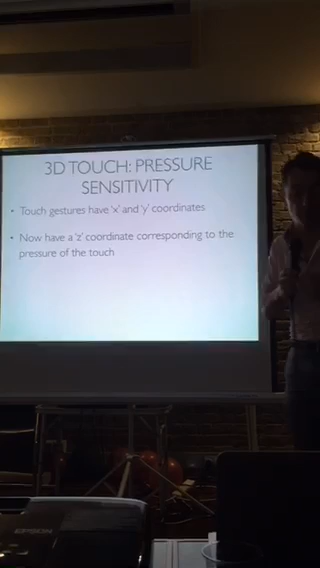 3D TOUCH: PRESSURE
SENSITIVITY
• Touch gestures have 'x' and 'y' coordinates
• Now have a 'z' coordinate corresponding to the
pressure of the touch
EPSON